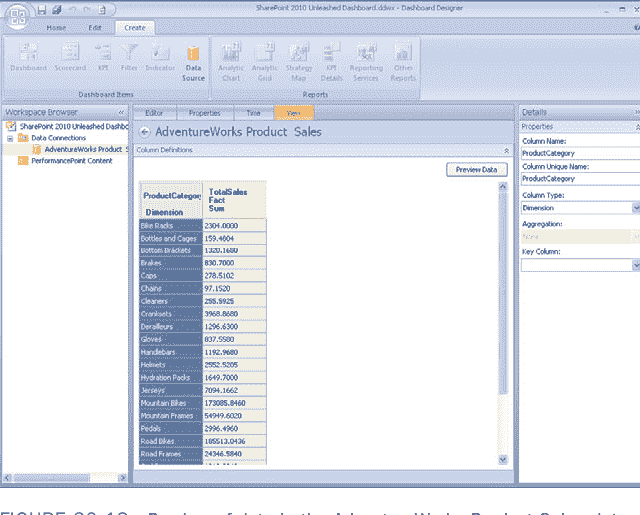 SharePoint 2010 Unleashed Dashboard.ddwx - Dashboard Designer
Home Edit Create
Dashboard Scorecard KPI Filter Indicator Data Source Analytic Chart Analytic Grid Strategy Map KPI Details Reporting Services Other Reports
Dashboard Items Reports
Workspace Browser
SharePoint 2010 Unleashed Dashbo
Data Connections
AdventureWorks Product S
PerformancePoint Content
Editor Properties Time View
AdventureWorks Product Sales
Column Definitions
Preview Data
ProductCategory TotalSales
Fact
Dimension Sum
Bike Racks 2304.0000
Bottles and Cages 159.4804
Bottom Brackets 1320.1680
Brakes 830.7000
Caps 278.5102
Chains 97.1520
Cleaners 255.5925
Cranksets 3968.8680
Derailleurs 1296.6300
Gloves 837.5580
Handlebars 1192.9680
Helmets 2552.5205
Hydration Packs 1649.7000
Jerseys 7094.1662
Mountain Bikes 173085.8460
Mountain Frames 54949.6020
Pedals 2996.4960
Road Bikes 185513.0436
Road Frames 24346.5840
Details
Properties
Column Name:
ProductCategory
Column Unique Name:
ProductCategory
Column Type:
Dimension
Aggregation:
None
Key Column: